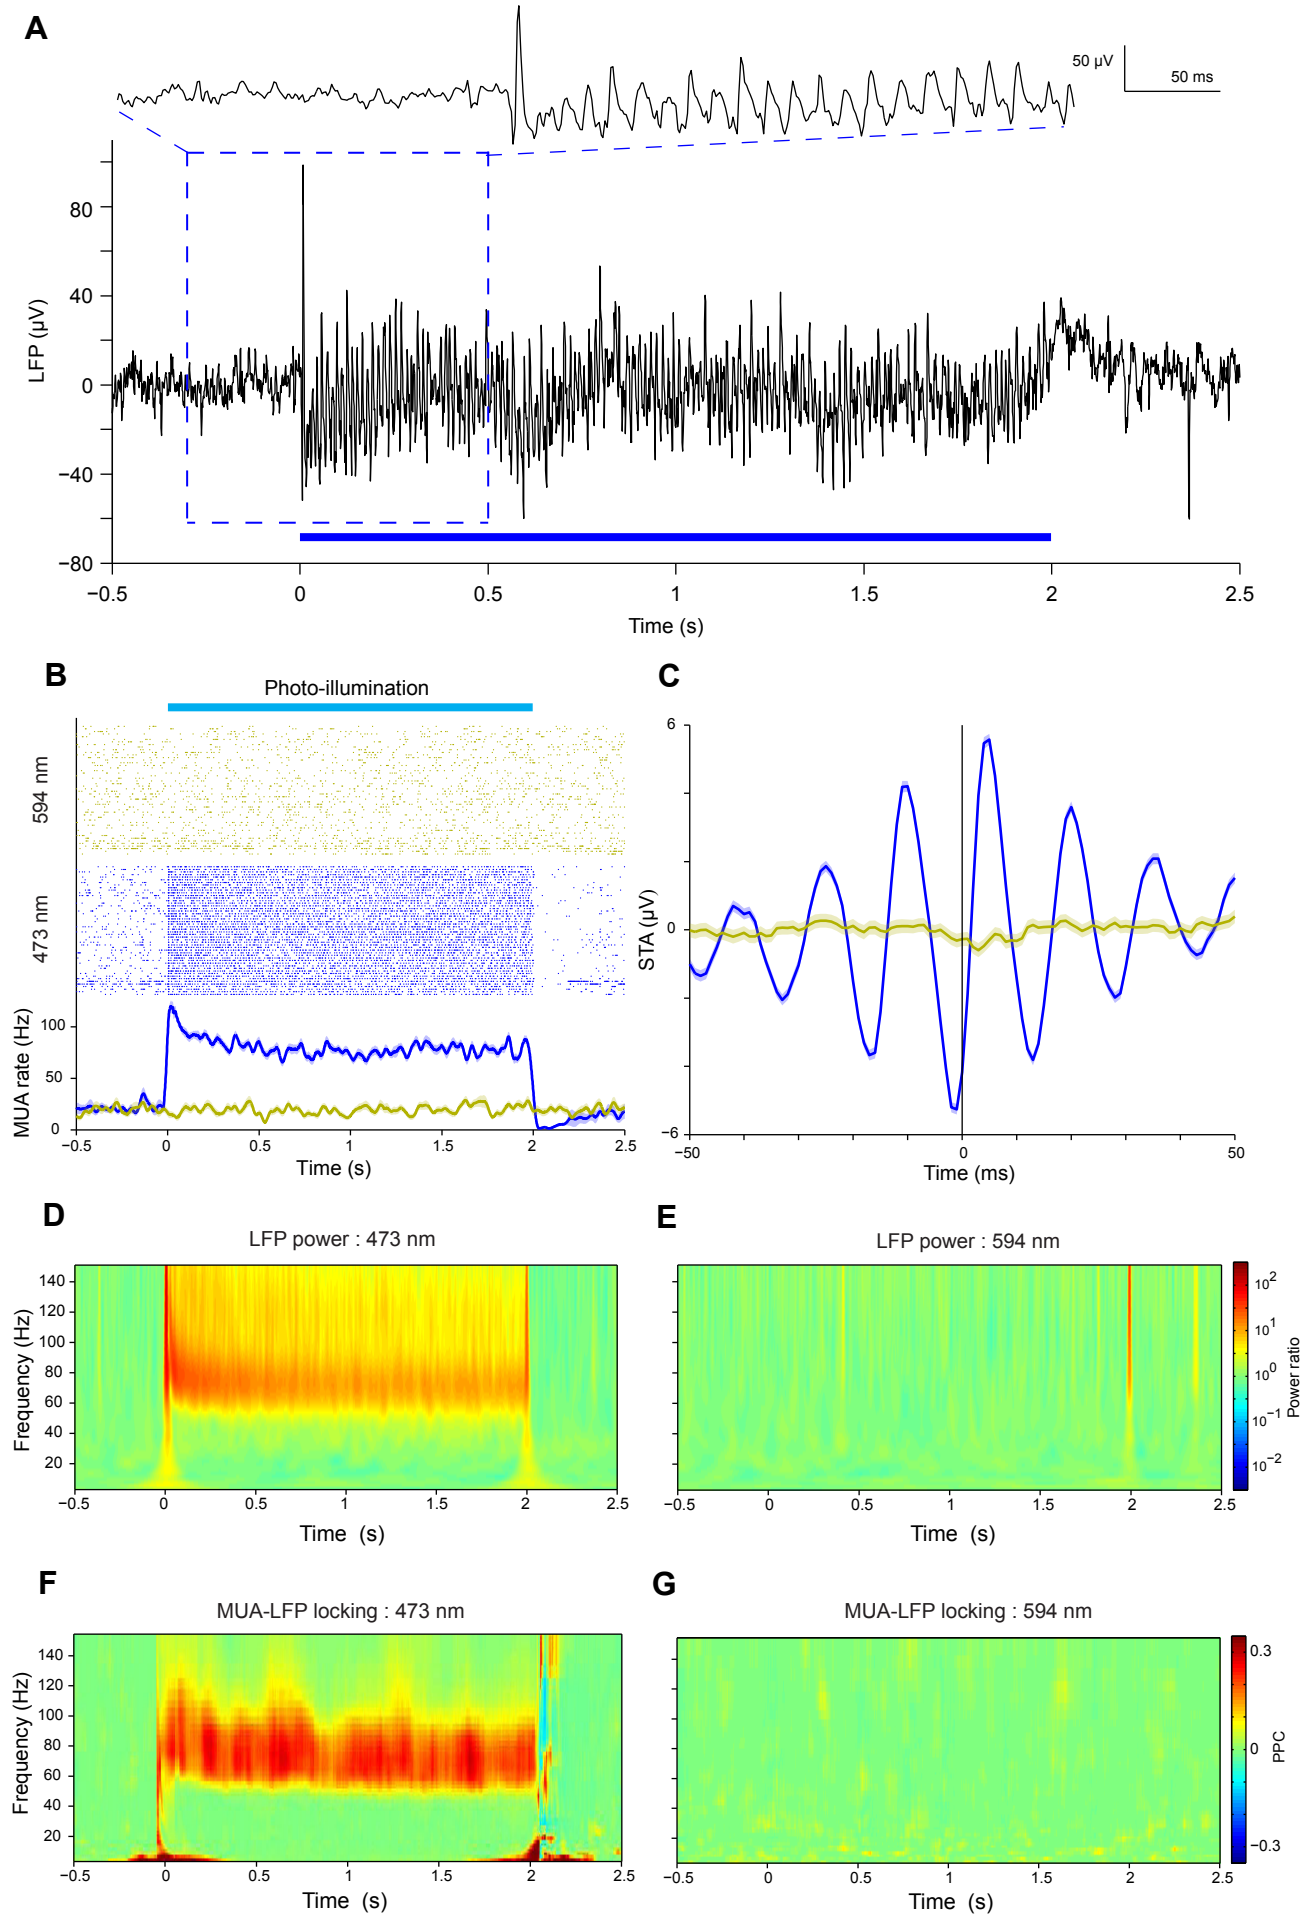 A
50 µV
50 ms
80
40
0
−40
−80
LFP (µV)
−0.5
0
0.5
1
1.5
2
2.5
Time (s)
B
Photo-illumination
594 nm
473 nm
MUA rate (Hz)
100
50
0
−0.5
0
0.5
1
1.5
2
2.5
Time (s)
C
6
0
−6
STA (µV)
−50
0
50
Time (ms)
D
LFP power : 473 nm
140
120
100
80
60
40
20
Frequency (Hz)
−0.5
0
0.5
1
1.5
2
2.5
Time (s)
E
LFP power : 594 nm
−0.5
0
0.5
1
1.5
2
2.5
Time (s)
10²
10¹
10⁰
10⁻¹
10⁻²
Power ratio
F
MUA-LFP locking : 473 nm
140
120
100
80
60
40
20
Frequency (Hz)
−0.5
0
0.5
1
1.5
2
2.5
Time (s)
G
MUA-LFP locking : 594 nm
−0.5
0
0.5
1
1.5
2
2.5
Time (s)
0.3
0
−0.3
PPC